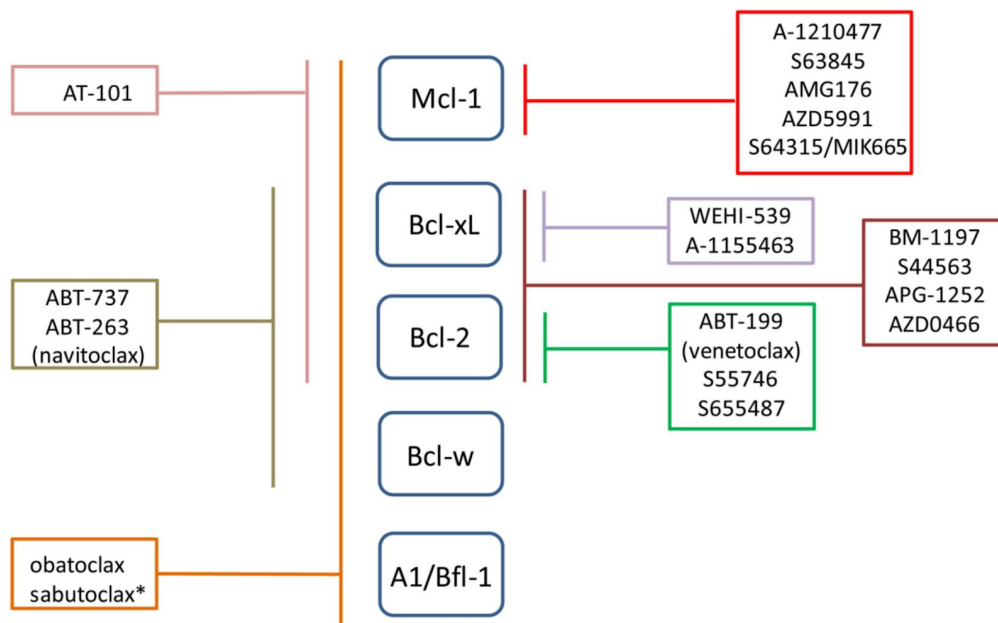 AT-101
ABT-737
ABT-263
(navitoclax)
obatoclax
sabutoclax*
Mcl-1
Bcl-xL
Bcl-2
Bcl-w
A1/Bfl-1
A-1210477
S63845
AMG176
AZD5991
S64315/MIK665
WEHI-539
A-1155463
ABT-199
(venetoclax)
S55746
S655487
BM-1197
S44563
APG-1252
AZD0466